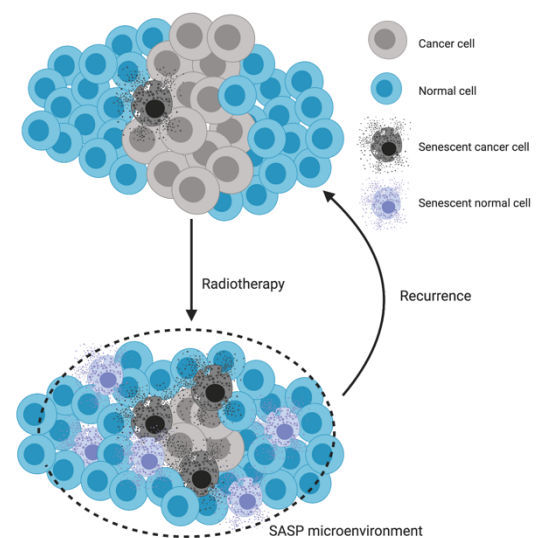 Cancer cell
Normal cell
Senescent cancer cell
Senescent normal cell
Radiotherapy
Recurrence
SASP microenvironment